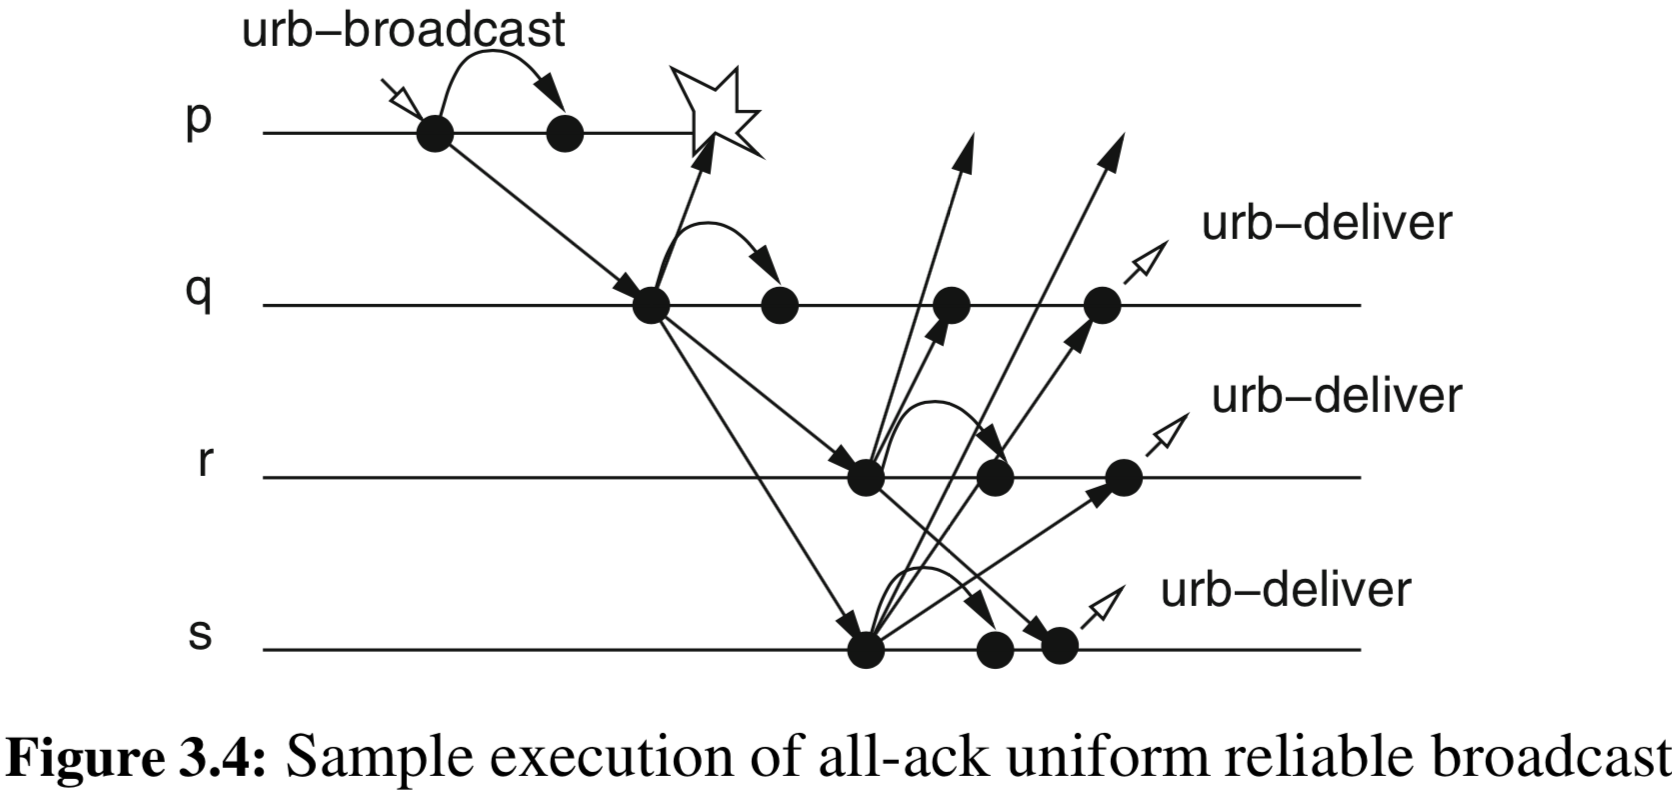 urb–broadcast
p
urb–deliver
q
urb–deliver
r
urb–deliver
s
Figure 3.4: Sample execution of all-ack uniform reliable broadcast